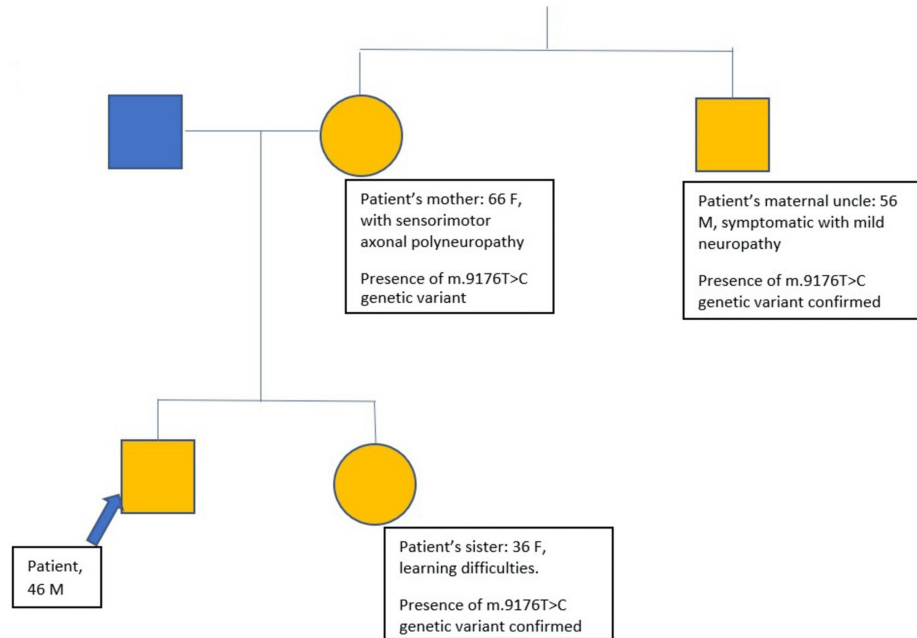 Patient's mother: 66 F,
with sensorimotor
axonal polyneuropathy
Presence of m.9176T>C
genetic variant
Patient's maternal uncle: 56
M, symptomatic with mild
neuropathy
Presence of m.9176T>C
genetic variant confirmed
Patient,
46 M
Patient's sister: 36 F,
learning difficulties.
Presence of m.9176T>C
genetic variant confirmed